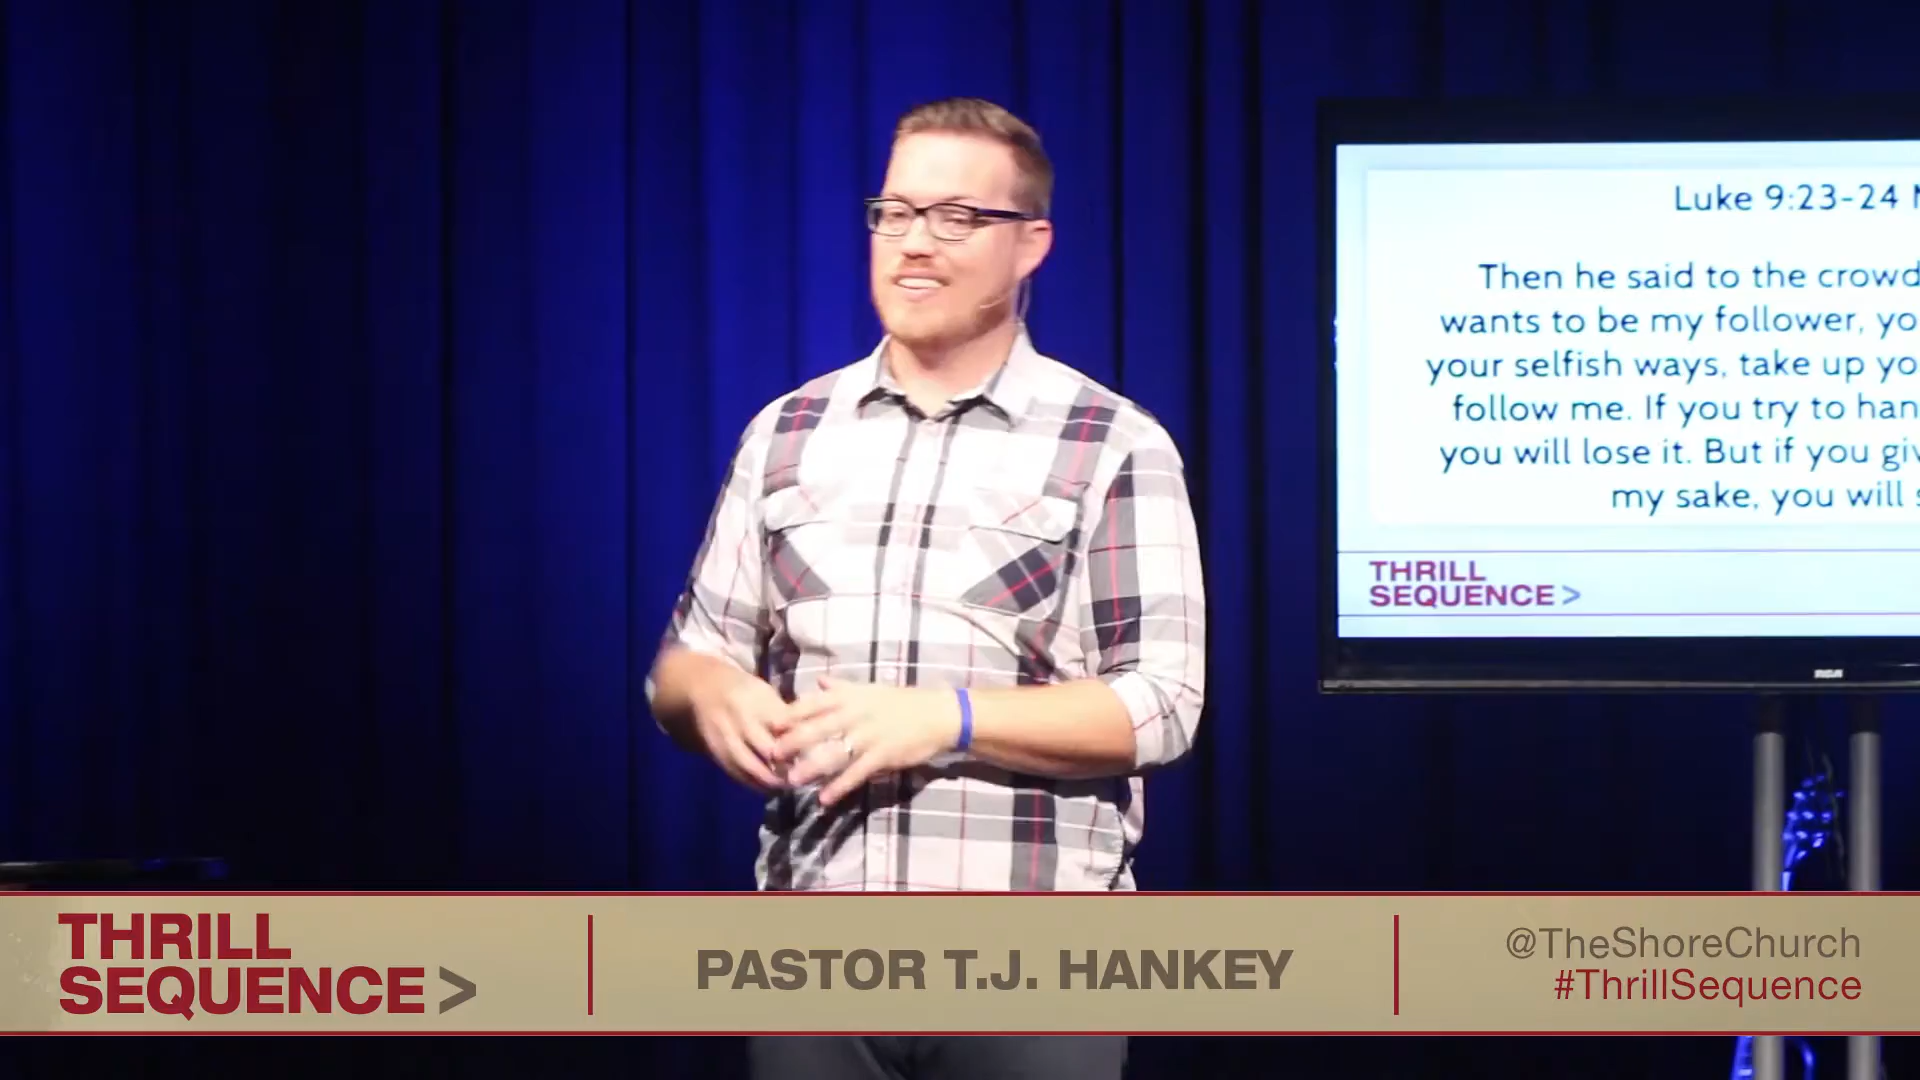 Luke 9:23-24
Then he said to the crowd
wants to be my follower, yo
your selfish ways, take up yo
follow me. If you try to han
you will lose it. But if you giv
my sake, you will
THRILL
SEQUENCE >
RCA
THRILL
SEQUENCE >
PASTOR T.J. HANKEY
@TheShoreChurch
#ThrillSequence